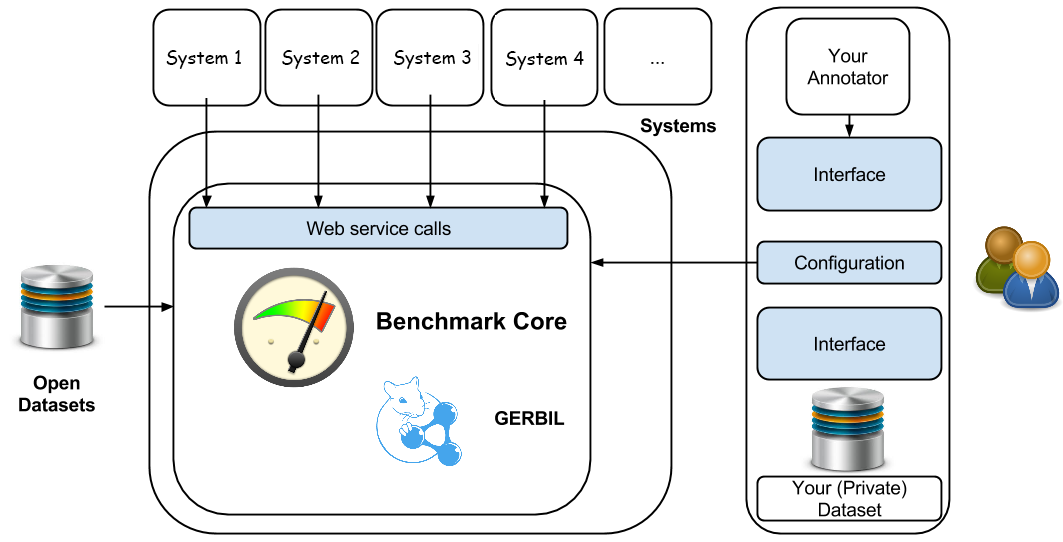 System 1
System 2
System 3
System 4
...
Systems
Your
Annotator
Interface
Web service calls
Configuration
Benchmark Core
Interface
Open
Datasets
GERBIL
Your (Private)
Dataset